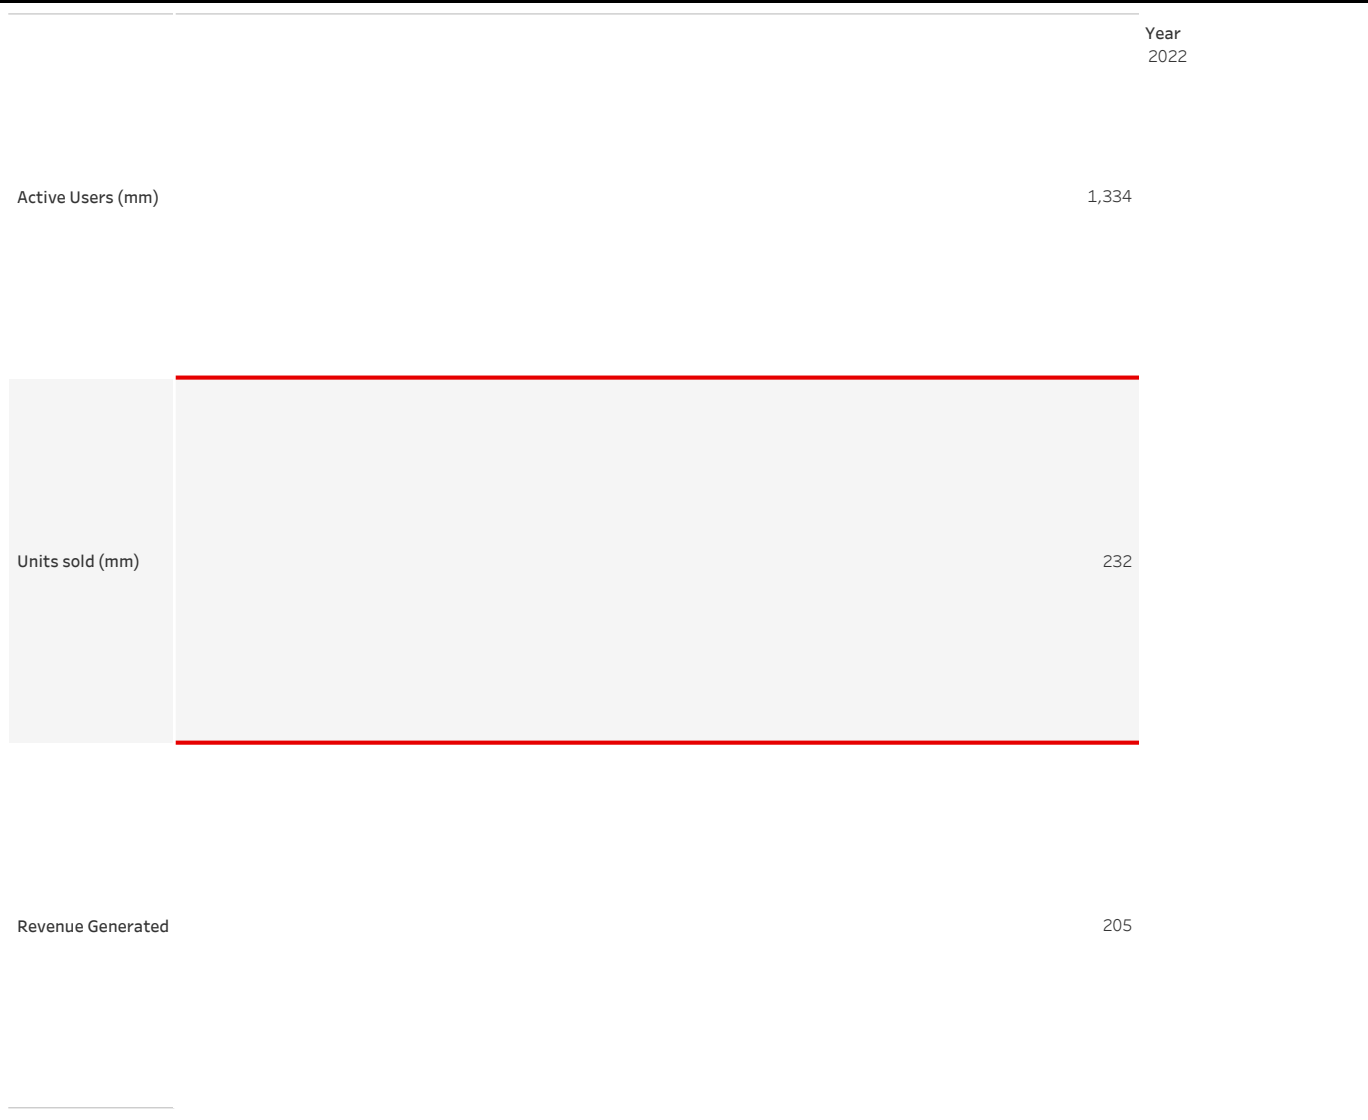 Year
2022
Active Users (mm) 1,334
Units sold (mm) 232
Revenue Generated 205